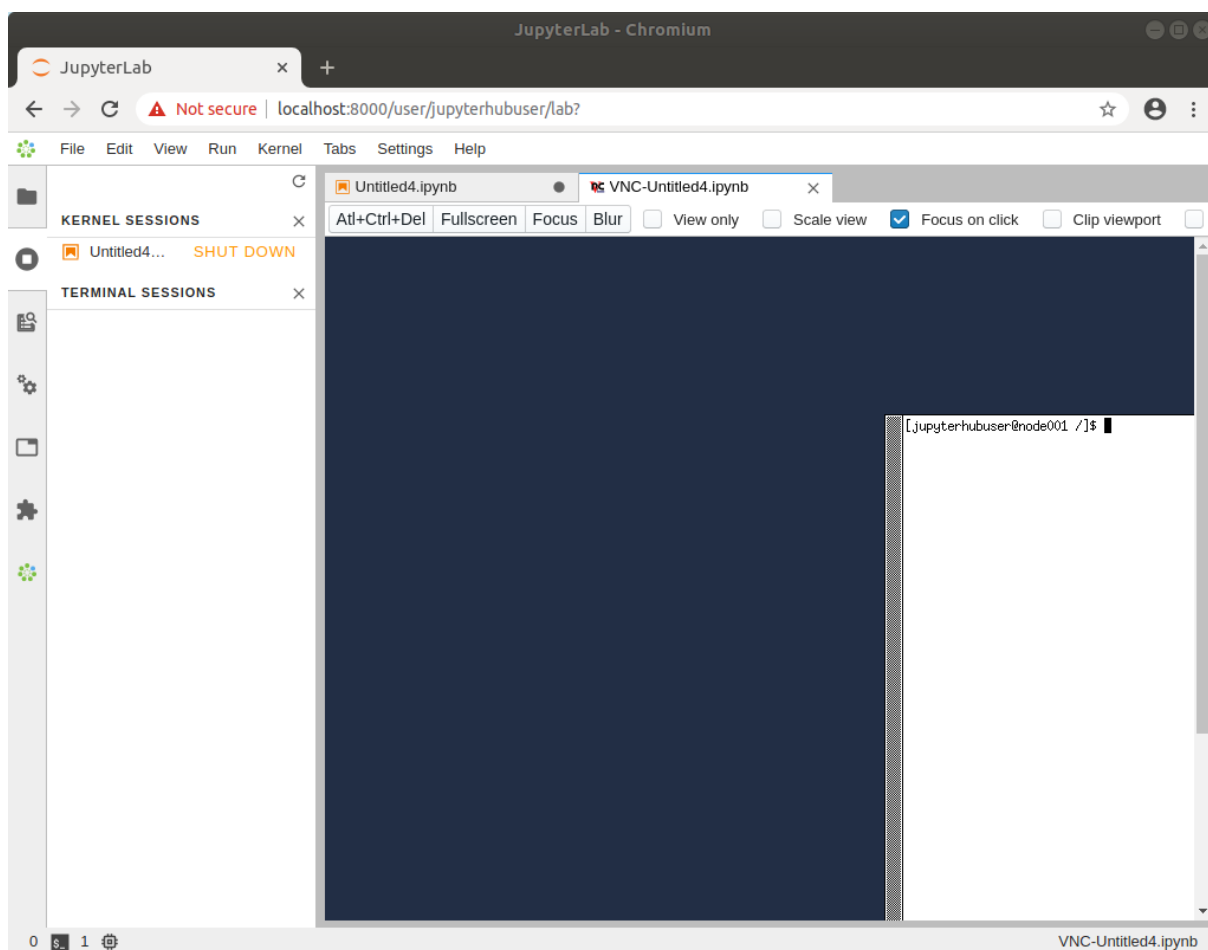 JupyterLab - Chromium
JupyterLab
Not secure localhost:8000/user/jupyterhubuser/lab?
File Edit View Run Kernel Tabs Settings Help
Untitled4.ipynb VNC-Untitled4.ipynb
KERNEL SESSIONS
Atl+Ctrl+Del Fullscreen Focus Blur View only Scale view Focus on click Clip viewport
Untitled4... SHUT DOWN
TERMINAL SESSIONS
[jupyterhubuser@node001 /]$
0 $_ 1 VNC-Untitled4.ipynb